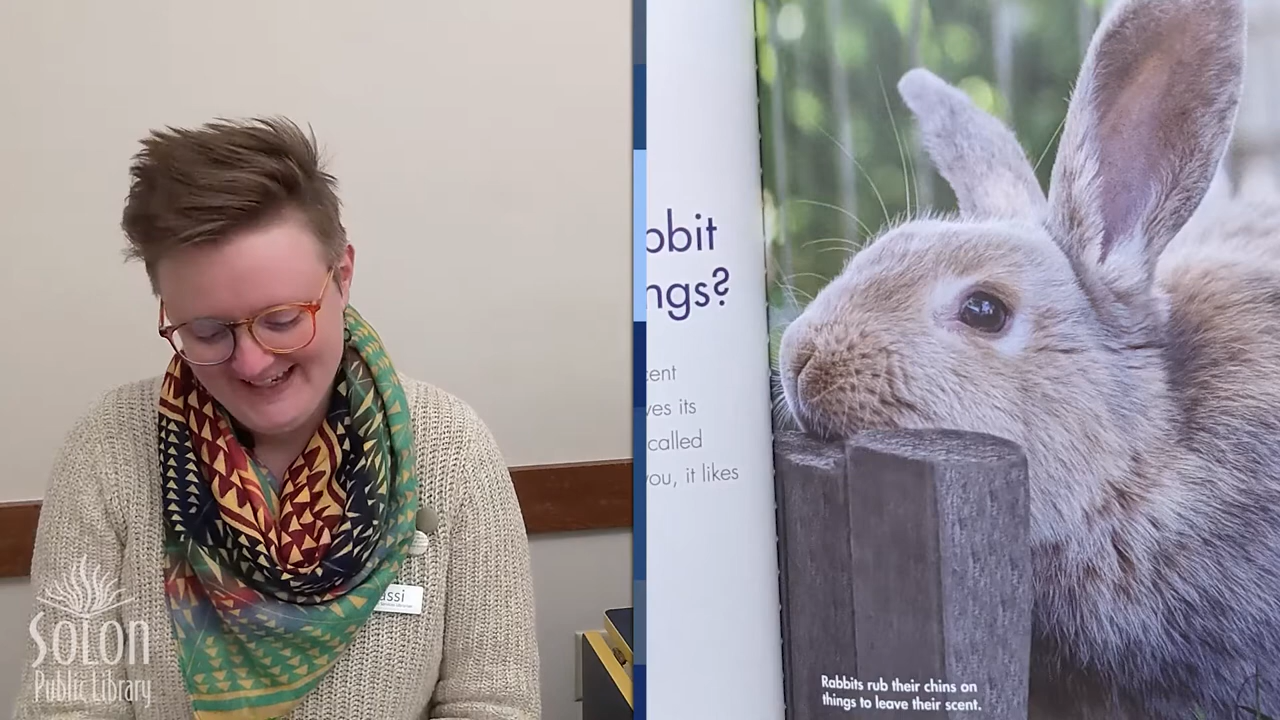 SOLON
Public Library
assi
bbit
ngs?
cent
ves its
called
you, it likes
Rabbits rub their chins on
things to leave their scent.